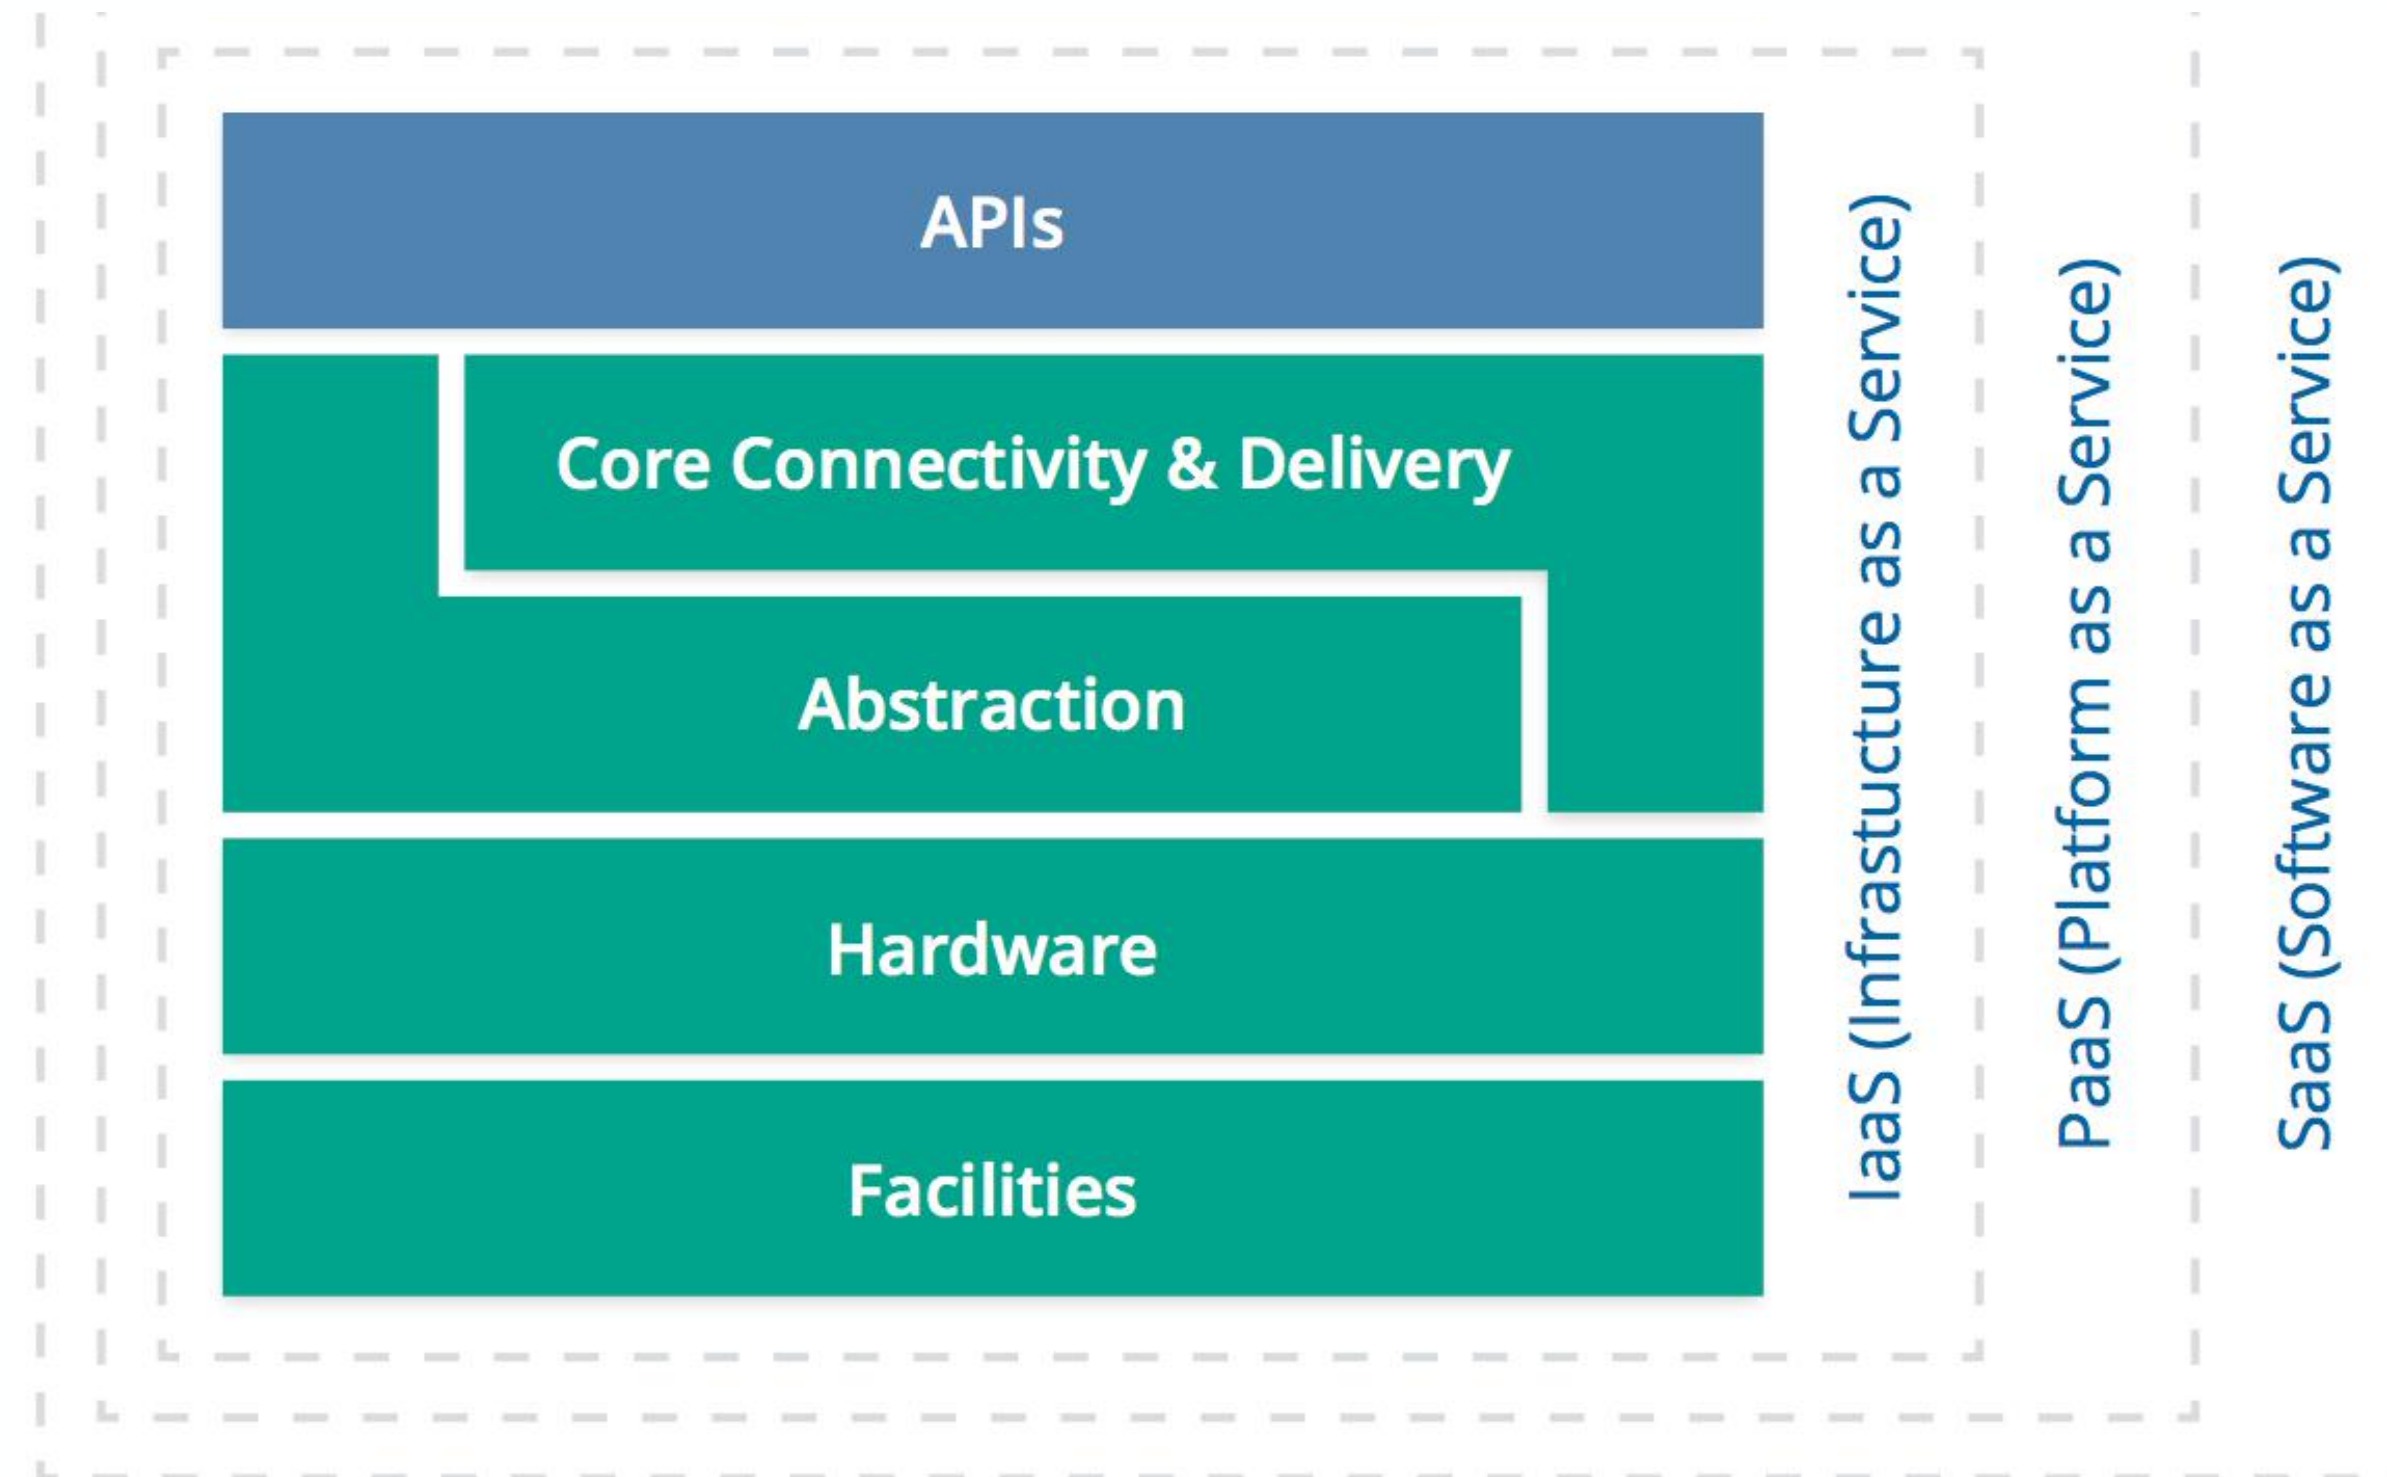 APIs
Core Connectivity & Delivery
Abstraction
Hardware
Facilities
IaaS (Infrastucture as a Service)
PaaS (Platform as a Service)
SaaS (Software as a Service)